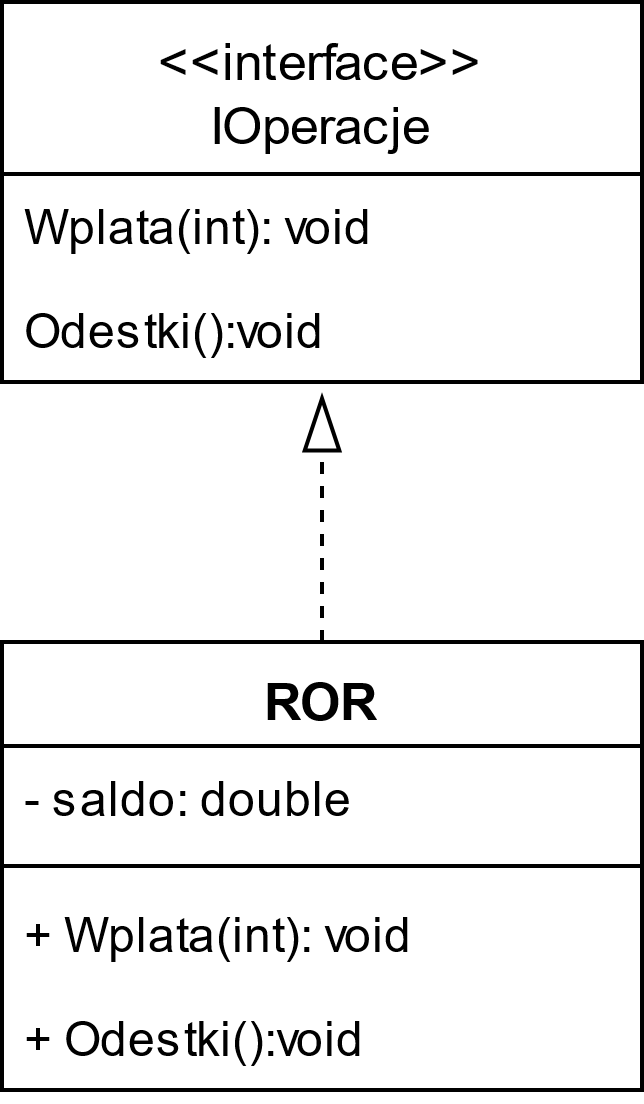 <<interface>>
IOperacje
Wplata(int): void
Odestki():void
ROR
- saldo: double
+ Wplata(int): void
+ Odestki():void